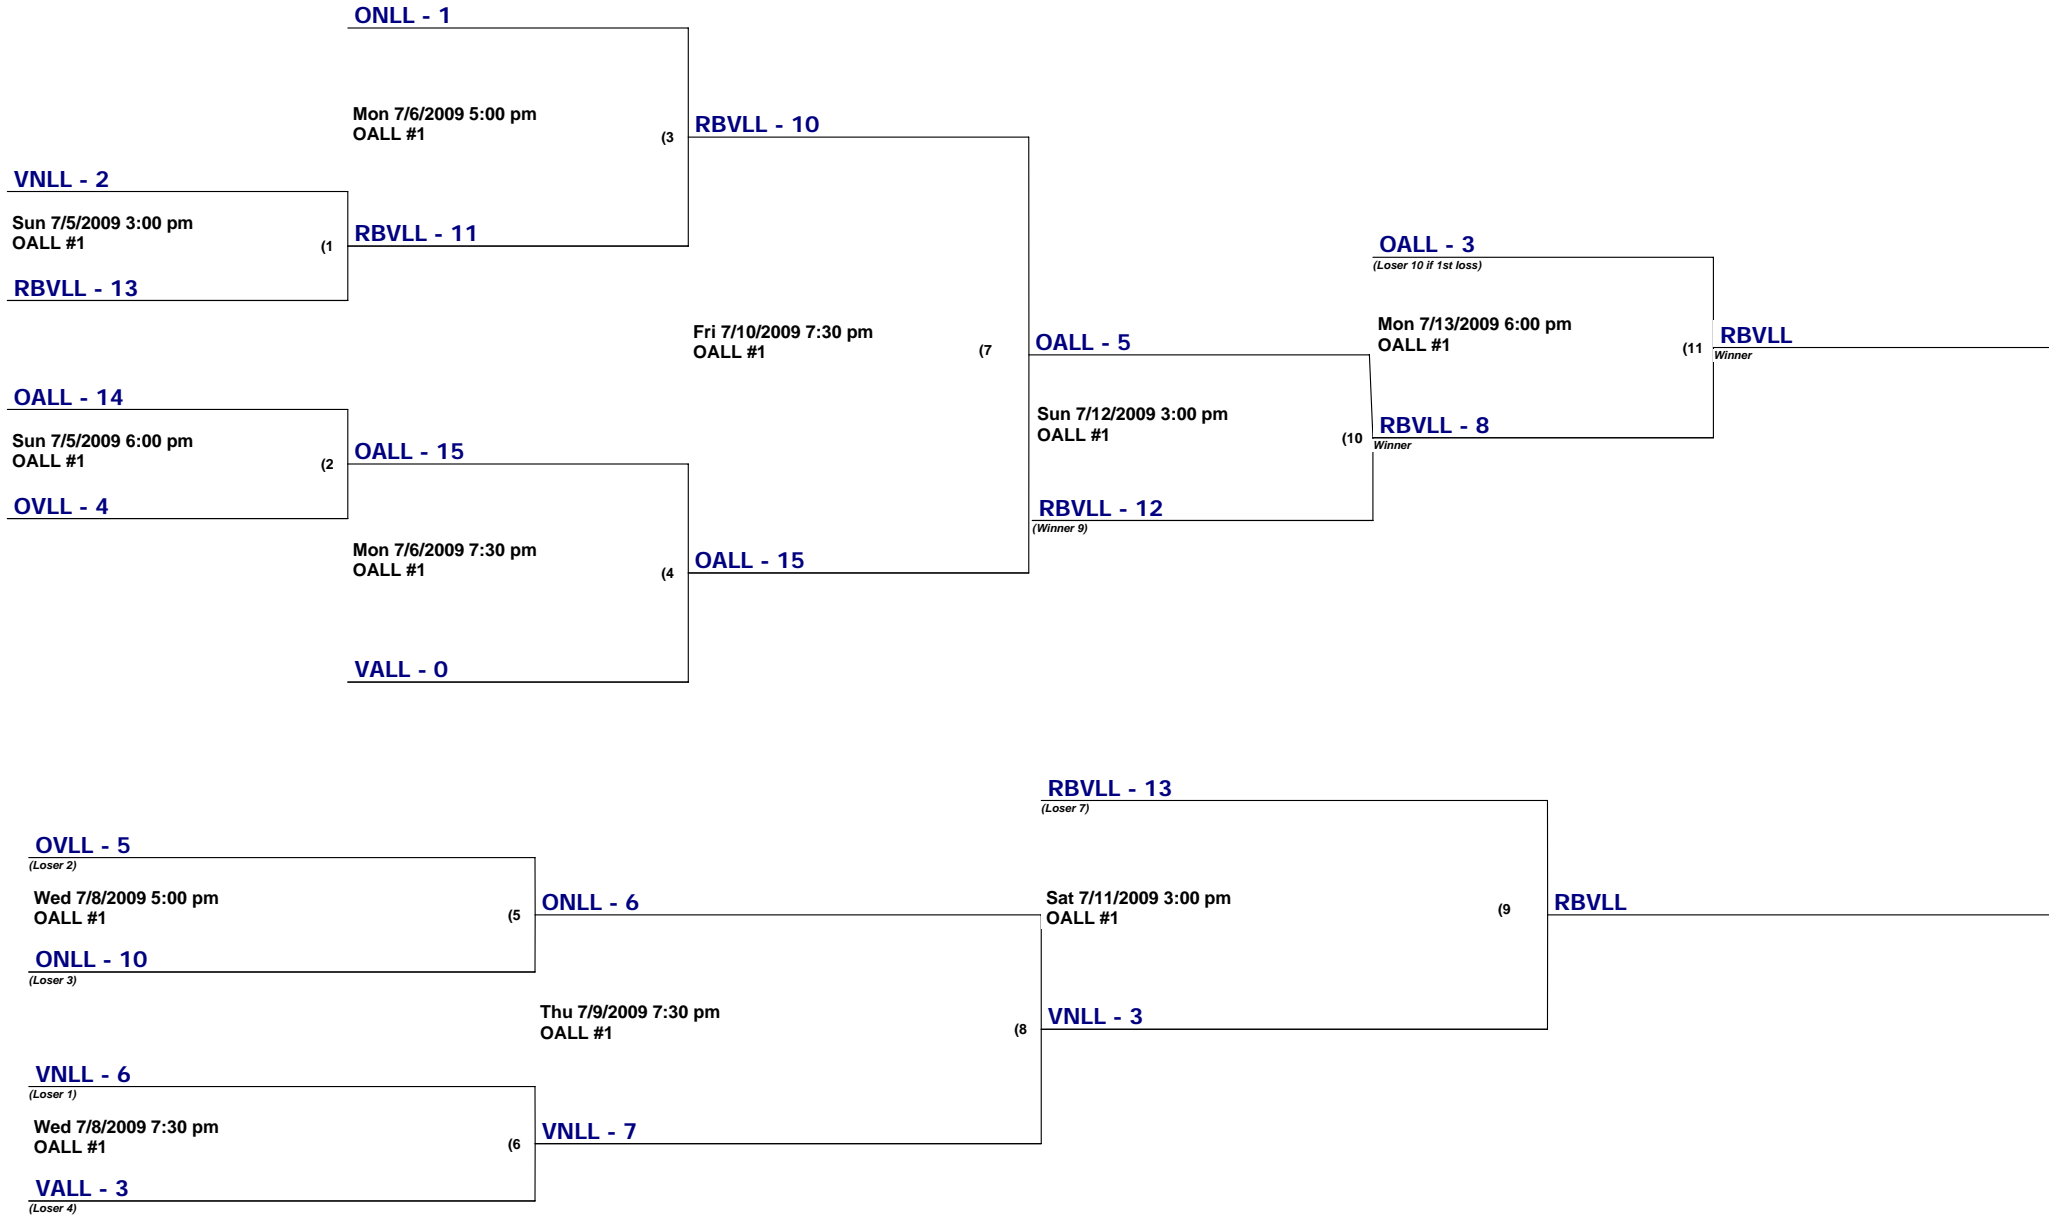 ONLL - 1
Mon 7/6/2009 5:00 pm
OALL #1
(3
RBVLL - 10
VNLL - 2
Sun 7/5/2009 3:00 pm
OALL #1
(1
RBVLL - 11
RBVLL - 13
OALL - 14
Sun 7/5/2009 6:00 pm
OALL #1
(2
OALL - 15
OVLL - 4
Mon 7/6/2009 7:30 pm
OALL #1
(4
OALL - 15
VALL - 0
Fri 7/10/2009 7:30 pm
OALL #1
(7
OALL - 5
Sun 7/12/2009 3:00 pm
OALL #1
(10
RBVLL - 12
(Winner 9)
OALL - 3
(Loser 10 if 1st loss)
Mon 7/13/2009 6:00 pm
OALL #1
(11
RBVLL
Winner
RBVLL - 8
Winner
OVLL - 5
(Loser 2)
Wed 7/8/2009 5:00 pm
OALL #1
(5
ONLL - 6
ONLL - 10
(Loser 3)
Thu 7/9/2009 7:30 pm
OALL #1
(8
VNLL - 3
VNLL - 6
(Loser 1)
Wed 7/8/2009 7:30 pm
OALL #1
(6
VNLL - 7
VALL - 3
(Loser 4)
RBVLL - 13
(Loser 7)
Sat 7/11/2009 3:00 pm
OALL #1
(9
RBVLL